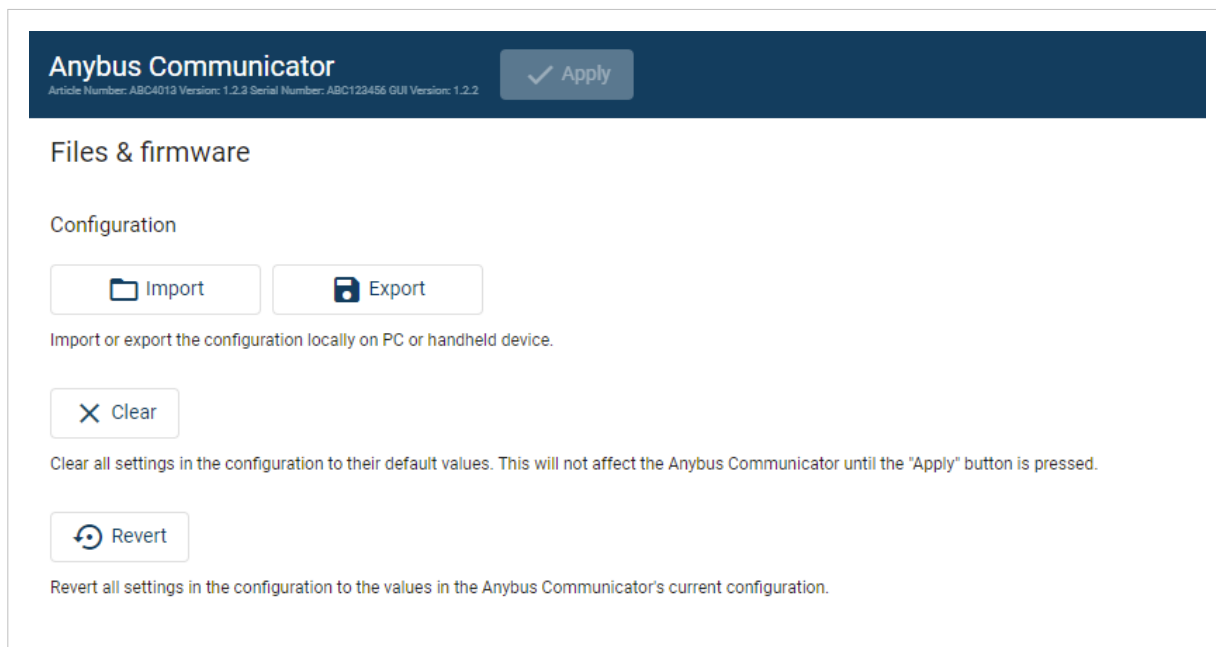 Anybus Communicator
Article Number: ABC4013 Version: 1.2.3 Serial Number: ABC123456 GUI Version: 1.2.2
Apply
Files & firmware
Configuration
Import
Export
Import or export the configuration locally on PC or handheld device.
Clear
Clear all settings in the configuration to their default values. This will not affect the Anybus Communicator until the "Apply" button is pressed.
Revert
Revert all settings in the configuration to the values in the Anybus Communicator's current configuration.